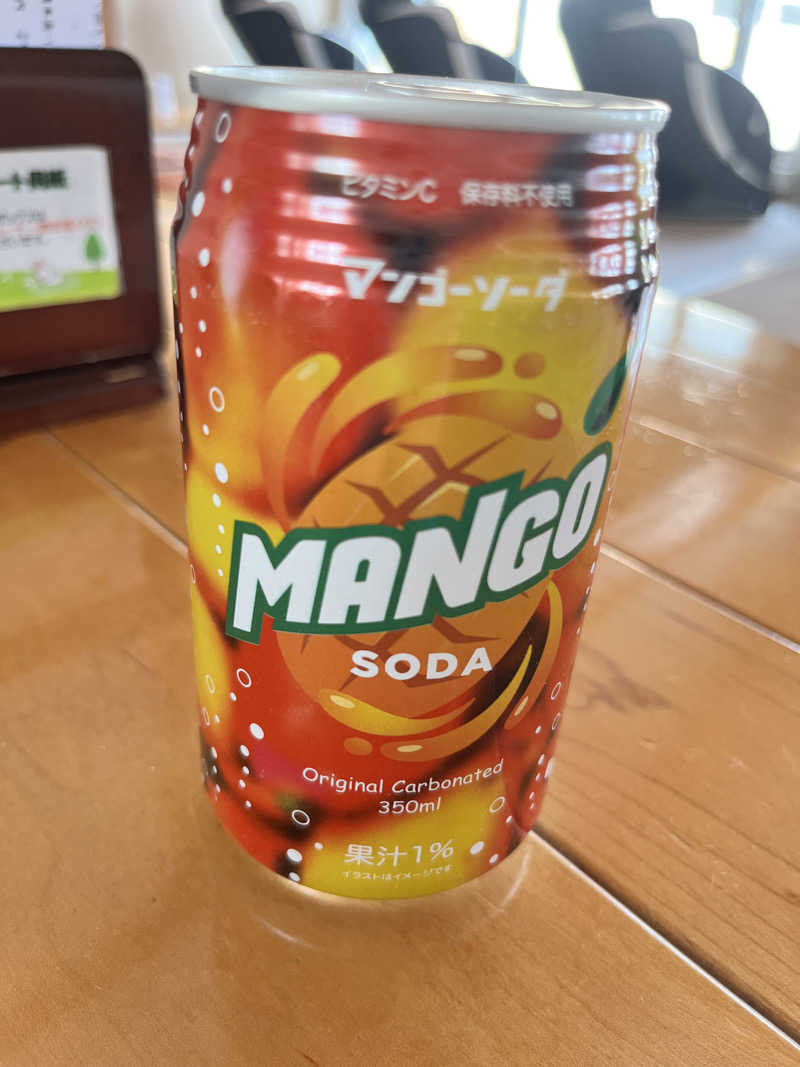 ビタミンC 保存料不使用
マンゴーソーダ
MANGO
SODA
Original Carbonated
350ml
果汁1%
イラストはイメージです